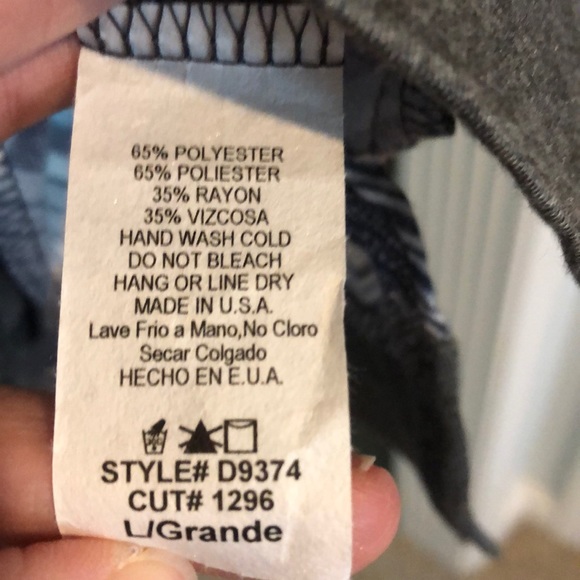 65% POLYESTER
65% POLIESTER
35% RAYON
35% VIZCOSA
HAND WASH COLD
DO NOT BLEACH
HANG OR LINE DRY
MADE IN U.S.A.
Lave Frio a Mano,No Cloro
Secar Colgado
HECHO EN E.U.A.
STYLE# D9374
CUT# 1296
L/Grande